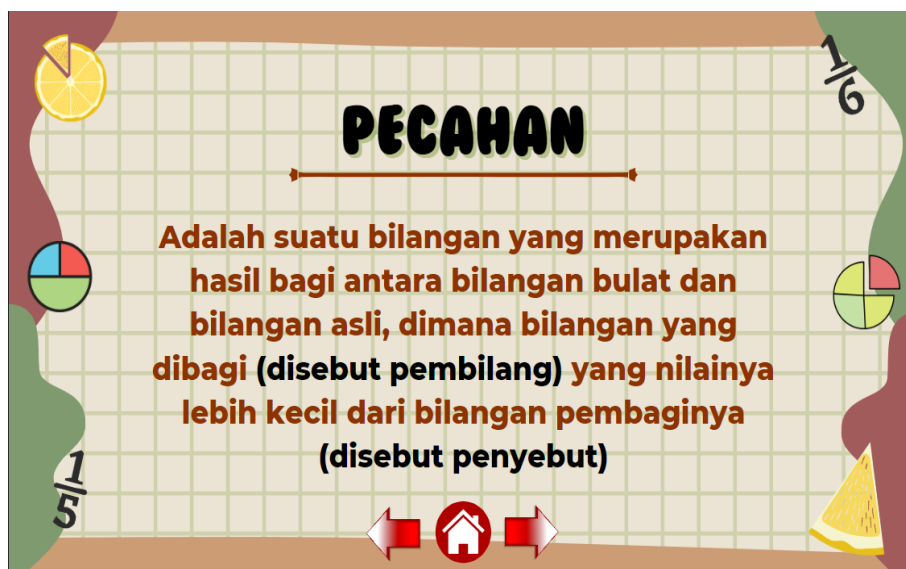 1/6
PECAHAN
Adalah suatu bilangan yang merupakan
hasil bagi antara bilangan bulat dan
bilangan asli, dimana bilangan yang
dibagi (disebut pembilang) yang nilainya
lebih kecil dari bilangan pembaginya
(disebut penyebut)
1/5